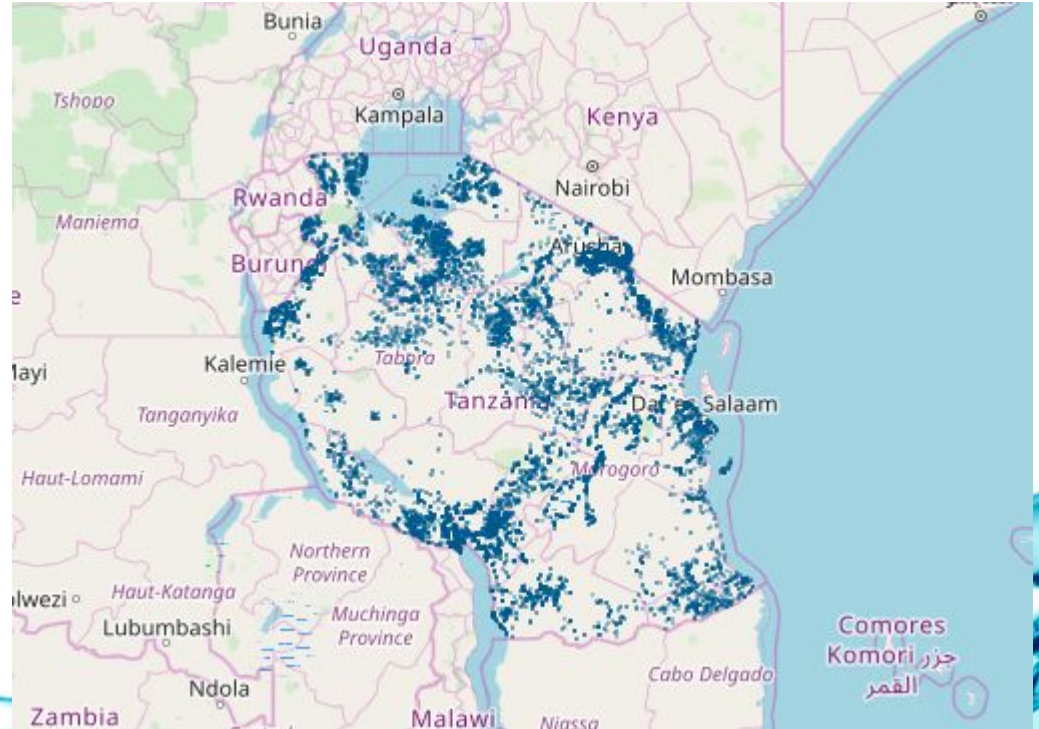 Bunia
Uganda
Tshopo
Kampala
Kenya
Nairobi
Rwanda
Maniema
Arusha
Burundi
Mombasa
Kalemie
Tabora
Tanzania
Dar es Salaam
Tanganyika
Haut-Lomami
Morogoro
Northern
Province
Haut-Katanga
Muchinga
Province
Lubumbashi
Comores
Komori جزر
القمر
Cabo Delgado
Ndola
Zambia
Malawi
Niassa